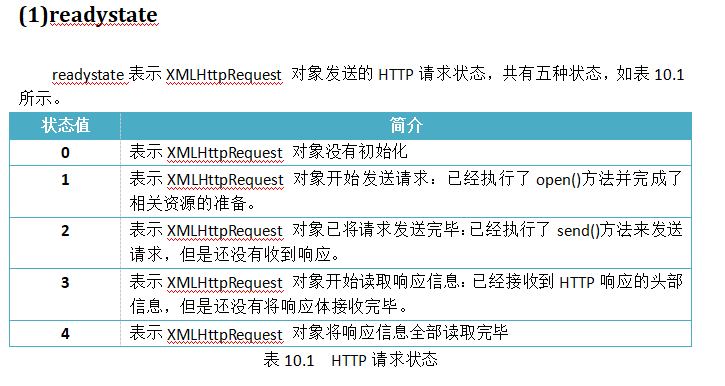 (1)readystate
readystate 表示 XMLHttpRequest 对象发送的 HTTP 请求状态，共有五种状态，如表 10.1
所示。
状态值 简介
0 表示 XMLHttpRequest 对象没有初始化
1 表示 XMLHttpRequest 对象开始发送请求：已经执行了 open()方法并完成了
相关资源的准备。
2 表示 XMLHttpRequest 对象已将请求发送完毕：已经执行了 send()方法来发送
请求，但是还没有收到响应。
3 表示 XMLHttpRequest 对象开始读取响应信息：已经接收到 HTTP 响应的头部
信息，但是还没有将响应体接收完毕。
4 表示 XMLHttpRequest 对象将响应信息全部读取完毕
表 10.1 HTTP 请求状态